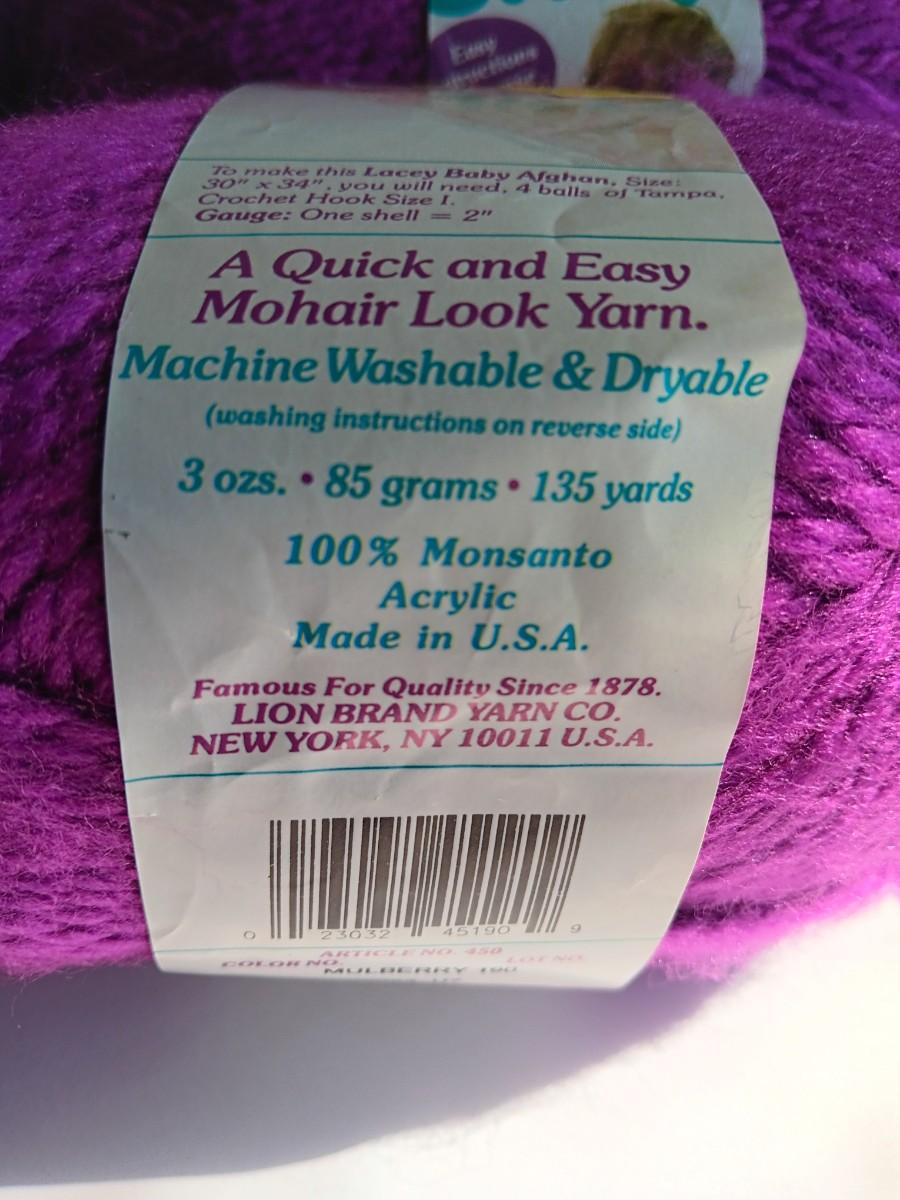 Easy
To make this Lacey Baby Afghan, Size:
30" x 34", you will need, 4 balls of Tampa,
Crochet Hook Size I.
Gauge: One shell = 2"
A Quick and Easy
Mohair Look Yarn.
Machine Washable & Dryable
(washing instructions on reverse side)
3 ozs. • 85 grams • 135 yards
100% Monsanto
Acrylic
Made in U.S.A.
Famous For Quality Since 1878.
LION BRAND YARN CO.
NEW YORK, NY 10011 U.S.A.
0 23032 45190 9
ARTICLE NO. 450
COLOR NO. LOT NO.
MULBERRY 190